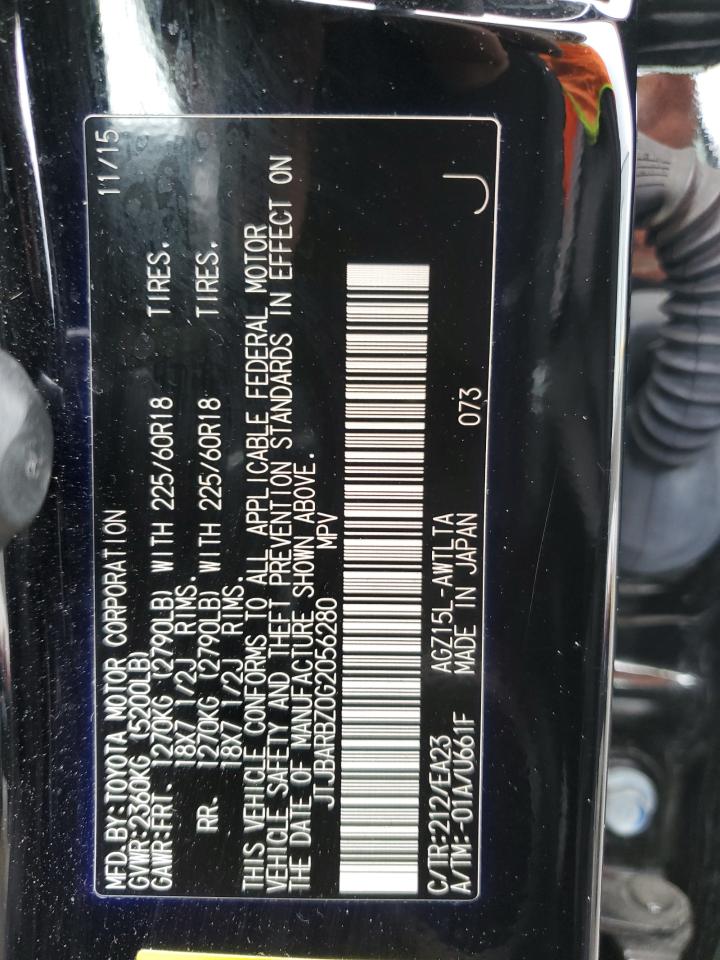 MFD. BY: TOYOTA MOTOR CORPORATION 11/15
GVWR: 2360KG (5200LB)
GAWR: FRT. 1270KG (2790LB) WITH 225/60R18 TIRES.
18X7 1/2J RIMS.
RR. 1270KG (2790LB) WITH 225/60R18 TIRES.
18X7 1/2J RIMS.
THIS VEHICLE CONFORMS TO ALL APPLICABLE FEDERAL MOTOR
VEHICLE SAFETY AND THEFT PREVENTION STANDARDS IN EFFECT ON
THE DATE OF MANUFACTURE SHOWN ABOVE.
JTJBARBZ0G2056280 MPV
C/TR: 212/EA23 AGZ15L-AWTLTA 073 J
A/TM: -01A/U661F MADE IN JAPAN